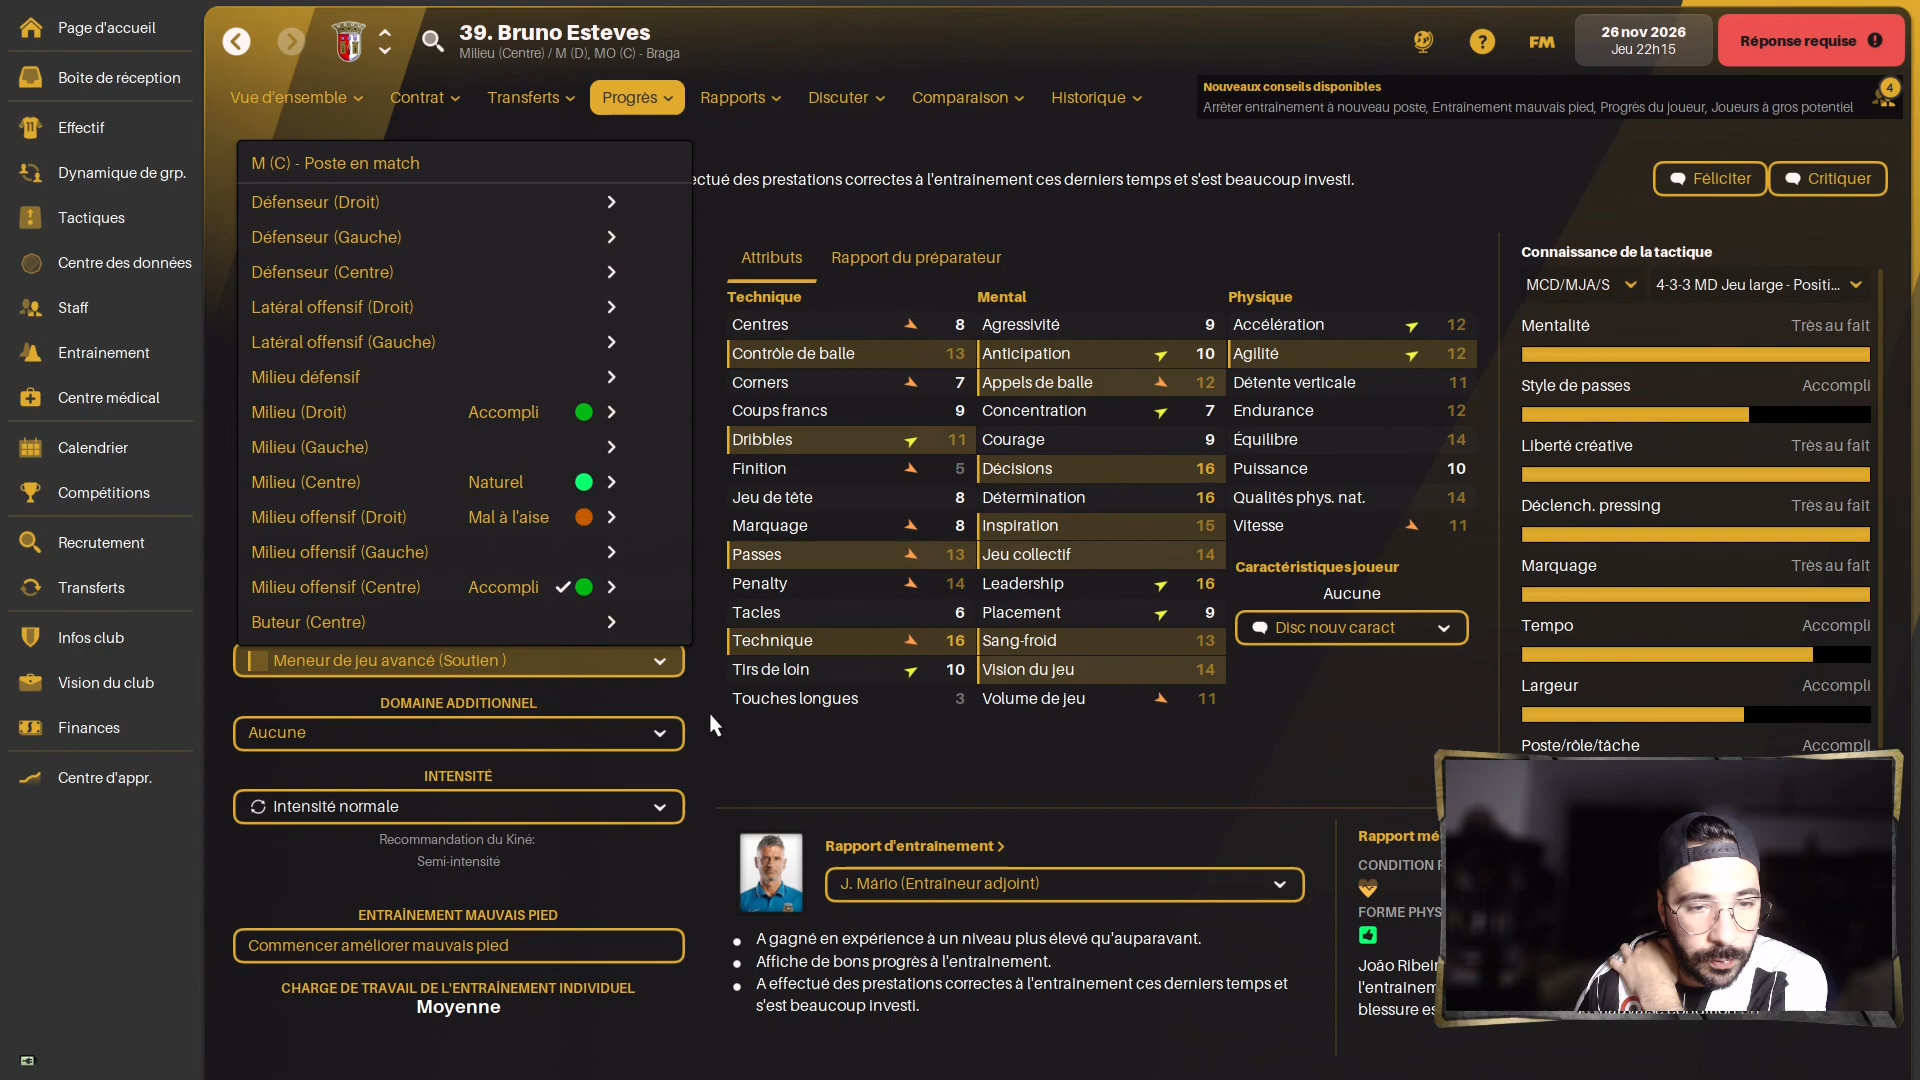 Page d'accueil
Boite de réception
Effectif
Dynamique de grp.
Tactiques
Centre des données
Staff
Entrainement
Centre médical
Calendrier
Compétitions
Recrutement
Transferts
Infos club
Vision du club
Finances
Centre d'appr.
39. Bruno Esteves
Milieu (Centre) / M (D), MO (C) - Braga
FM
26 nov 2026
Jeu 22h15
Réponse requise
Vue d'ensemble
Contrat
Transferts
Progrès
Rapports
Discuter
Comparaison
Historique
Nouveaux conseils disponibles
Arrêter entrainement à nouveau poste, Entrainement mauvais pied, Progrès du joueur, Joueurs à gros potentiel
4
ectué des prestations correctes à l'entrainement ces derniers temps et s'est beaucoup investi.
Féliciter
Critiquer
M (C) - Poste en match
Défenseur (Droit)
Défenseur (Gauche)
Défenseur (Centre)
Latéral offensif (Droit)
Latéral offensif (Gauche)
Milieu défensif
Milieu (Droit) Accompli
Milieu (Gauche)
Milieu (Centre) Naturel
Milieu offensif (Droit) Mal à l'aise
Milieu offensif (Gauche)
Milieu offensif (Centre) Accompli
Buteur (Centre)
Meneur de jeu avancé (Soutien )
DOMAINE ADDITIONNEL
Aucune
INTENSITÉ
Intensité normale
Recommandation du Kiné:
Semi-intensité
ENTRAÎNEMENT MAUVAIS PIED
Commencer améliorer mauvais pied
CHARGE DE TRAVAIL DE L'ENTRAÎNEMENT INDIVIDUEL
Moyenne
Attributs
Rapport du préparateur
Technique
Centres 8
Contrôle de balle 13
Corners 7
Coups francs 9
Dribbles 11
Finition 5
Jeu de tête 8
Marquage 8
Passes 13
Penalty 14
Tacles 6
Technique 16
Tirs de loin 10
Touches longues 3
Mental
Agressivité 9
Anticipation 10
Appels de balle 12
Concentration 7
Courage 9
Décisions 16
Détermination 16
Inspiration 15
Jeu collectif 14
Leadership 16
Placement 9
Sang-froid 13
Vision du jeu 14
Volume de jeu 11
Physique
Accélération 12
Agilité 12
Détente verticale 11
Endurance 12
Équilibre 14
Puissance 10
Qualités phys. nat. 14
Vitesse 11
Caractéristiques joueur
Aucune
Disc nouv caract
Connaissance de la tactique
MCD/MJA/S
4-3-3 MD Jeu large - Positi...
Mentalité Très au fait
Style de passes Accompli
Liberté créative Très au fait
Déclench. pressing Très au fait
Marquage Très au fait
Tempo Accompli
Largeur Accompli
Poste/rôle/tâche Accompli
Rapport d'entrainement
J. Mário (Entraineur adjoint)
A gagné en expérience à un niveau plus élevé qu'auparavant.
Affiche de bons progrès à l'entrainement.
A effectué des prestations correctes à l'entrainement ces derniers temps et
s'est beaucoup investi.
Rapport mé
CONDITION P
FORME PHYS
João Ribeir
l'entrainem
blessure es